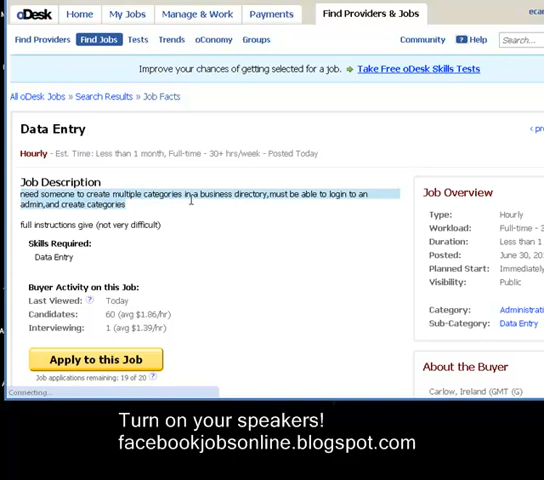 oDesk Home My Jobs Manage & Work Payments Find Providers & Jobs
Find Providers Find Jobs Tests Trends oConomy Groups Community ? Help Search...
Improve your chances of getting selected for a job. Take Free oDesk Skills Tests
All oDesk Jobs » Search Results » Job Facts
Data Entry
Hourly - Est. Time: Less than 1 month, Full-time - 30+ hrs/week - Posted Today
Job Description
need someone to create multiple categories in a business directory,must be able to login to an
admin,and create categories
full instructions give (not very difficult)
Skills Required:
Data Entry
Buyer Activity on this Job:
Last Viewed: ? Today
Candidates: 60 (avg $1.86/hr)
Interviewing: 1 (avg $1.39/hr)
Apply to this Job
Job applications remaining: 19 of 20 ?
Connecting...
Job Overview
Type: Hourly
Workload: Full-time - 3
Duration: Less than 1
Posted: June 30, 20
Planned Start: Immediately
Visibility: Public
Category: Administrati
Sub-Category: Data Entry
About the Buyer
Carlow, Ireland (GMT (G)
Turn on your speakers!
facebookjobsonline.blogspot.com